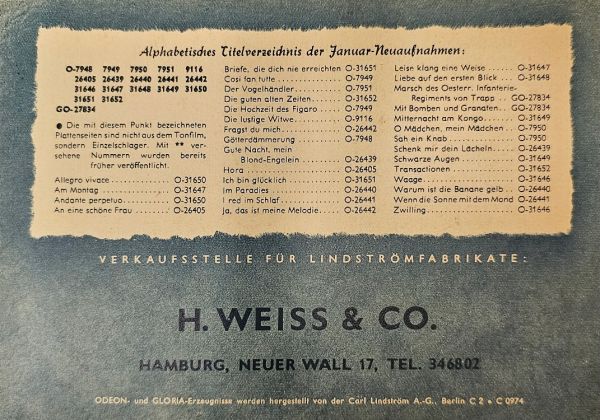 Alphabetisches Titelverzeichnis der Januar-Neuaufnahmen:
O-7948 7949 7950 7951 9116
26405 26439 26440 26441 26442
31646 31647 31648 31649 31650
31651 31652
GO-27834
● Die mit diesem Punkt bezeichneten
Plattenseiten sind nicht aus dem Tonfilm,
sondern Einzelschlager. Mit ** ver-
sehene Nummern wurden bereits
früher veröffentlicht.
Allegro vivace . . . O-31650
Am Montag . . . O-31647
Andante perpetuo . . . O-31650
An eine schöne Frau . . . O-26405
Briefe, die dich nie erreichten O-31651
Cosi fan tutte . . . O-7949
Der Vogelhändler . . . O-7951
Die guten alten Zeiten . . . O-31652
Die Hochzeit des Figaro . . . O-7949
Die lustige Witwe . . . O-9116
Fragst du mich . . . O-26442
Götterdämmerung . . . O-7948
Gute Nacht, mein
Blond-Engelein . . . O-26439
Hora . . . O-26405
Ich bin glücklich . . . O-31651
Im Paradies . . . O-26440
I red im Schlaf . . . O-26441
Ja, das ist meine Melodie . . . O-26442
Leise klang eine Weise . . . O-31647
Liebe auf den ersten Blick . . . O-31648
Marsch des Oesterr. Infanterie-
Regiments von Trapp . . . GO-27834
Mit Bomben und Granaten . . . GO-27834
Mitternacht am Kongo . . . O-31649
O Mädchen, mein Mädchen . . . O-7950
Sah ein Knab . . . O-7950
Schenk mir dein Lächeln . . . O-26439
Schwarze Augen . . . O-31649
Transactionen . . . O-31652
Waage . . . O-31646
Warum ist die Banane gelb . . . O-26440
Wenn die Sonne mit dem Mond O-26441
Zwilling . . . O-31646
VERKAUFSSTELLE FÜR LINDSTRÖMFABRIKATE:
H. WEISS & CO.
HAMBURG, NEUER WALL 17, TEL. 346802
ODEON- und GLORIA-Erzeugnisse werden hergestellt von der Carl Lindström A.-G., Berlin C 2 • C 0974